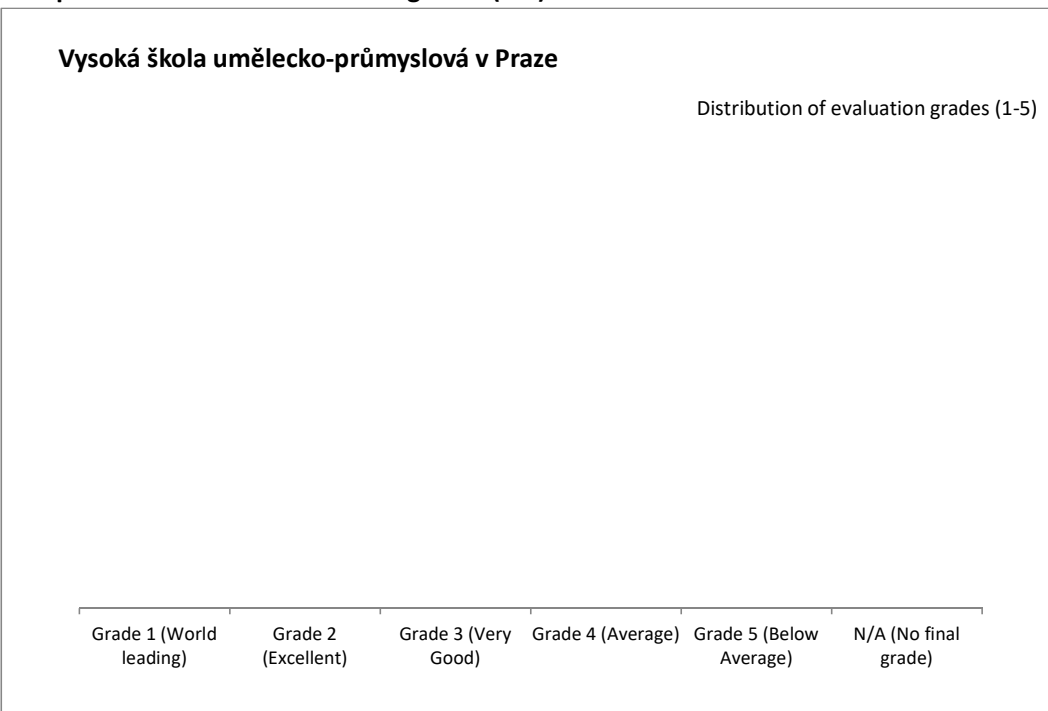 Vysoká škola umělecko-průmyslová v Praze
Distribution of evaluation grades (1-5)
Grade 1 (World leading)
Grade 2 (Excellent)
Grade 3 (Very Good)
Grade 4 (Average)
Grade 5 (Below Average)
N/A (No final grade)